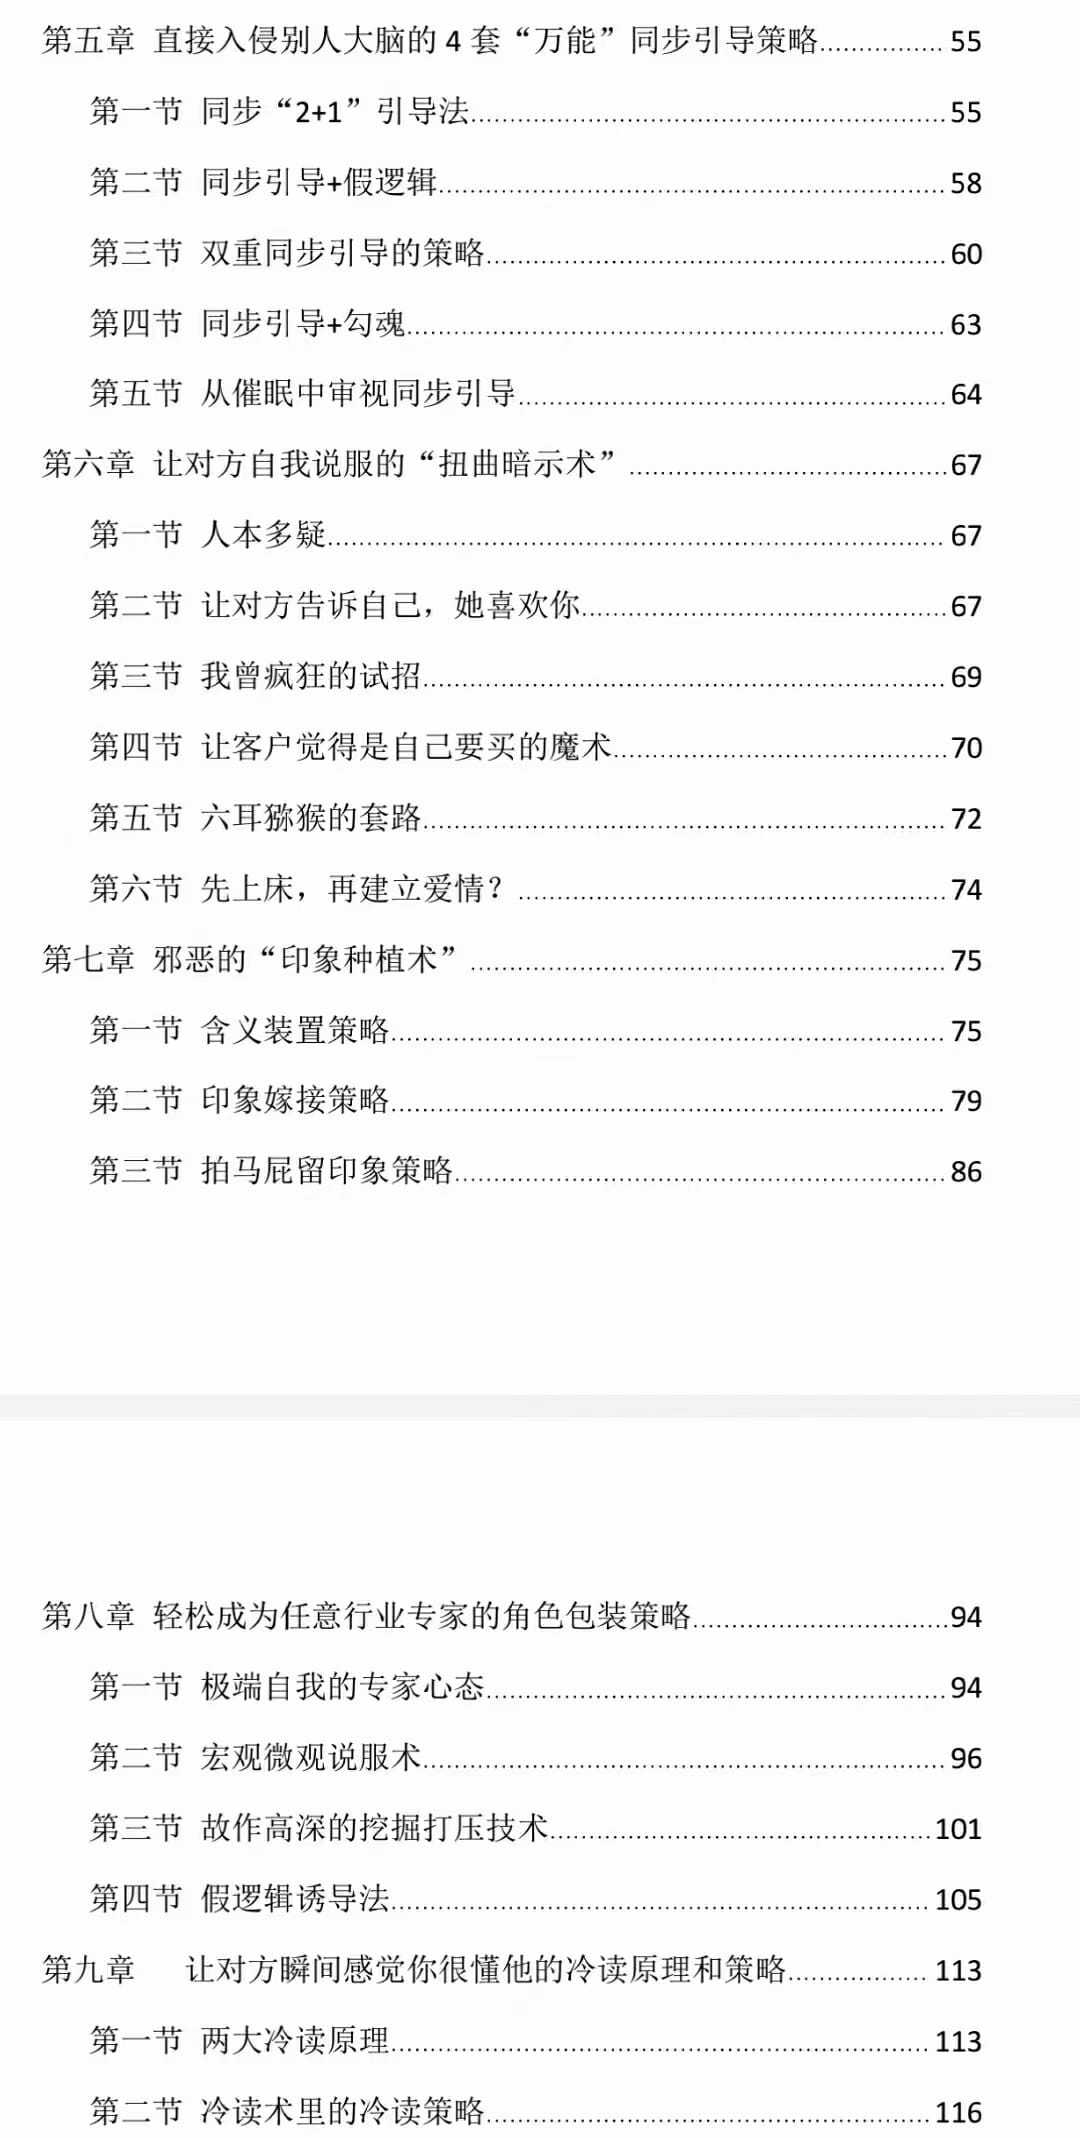 第五章 直接入侵别人大脑的 4 套“万能”同步引导策略................ 55
第一节 同步“2+1”引导法............................................................ 55
第二节 同步引导+假逻辑................................................................ 58
第三节 双重同步引导的策略.......................................................... 60
第四节 同步引导+勾魂.................................................................... 63
第五节 从催眠中审视同步引导...................................................... 64
第六章 让对方自我说服的“扭曲暗示术”........................................ 67
第一节 人本多疑.............................................................................. 67
第二节 让对方告诉自己，她喜欢你.............................................. 67
第三节 我曾疯狂的试招.................................................................. 69
第四节 让客户觉得是自己要买的魔术.......................................... 70
第五节 六耳猕猴的套路.................................................................. 72
第六节 先上床，再建立爱情？...................................................... 74
第七章 邪恶的“印象种植术”............................................................ 75
第一节 含义装置策略...................................................................... 75
第二节 印象嫁接策略...................................................................... 79
第三节 拍马屁留印象策略.............................................................. 86
第八章 轻松成为任意行业专家的角色包装策略................................ 94
第一节 极端自我的专家心态.......................................................... 94
第二节 宏观微观说服术.................................................................. 96
第三节 故作高深的挖掘打压技术................................................ 101
第四节 假逻辑诱导法.................................................................... 105
第九章 让对方瞬间感觉你很懂他的冷读原理和策略.................. 113
第一节 两大冷读原理.................................................................... 113
第二节 冷读术里的冷读策略........................................................ 116